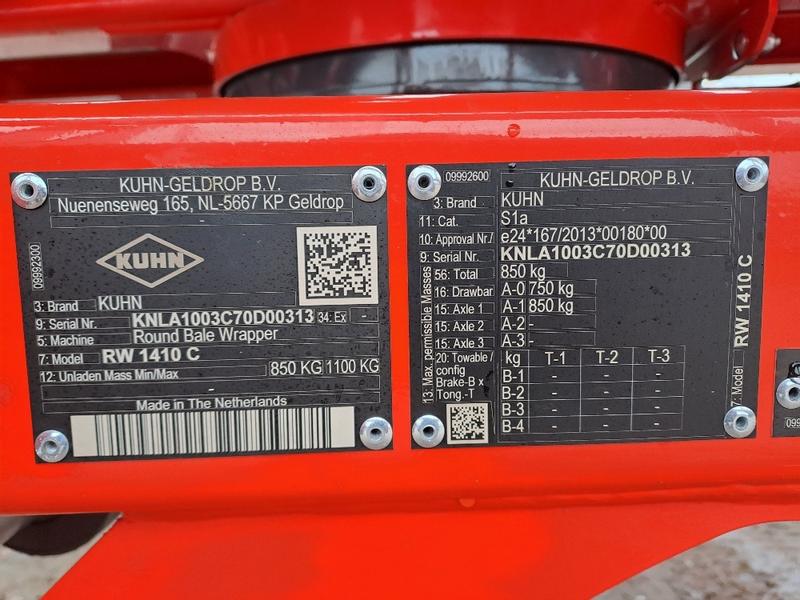 KUHN-GELDROP B.V.
Nuenenseweg 165, NL-5667 KP Geldrop
09992300
KUHN
3: Brand KUHN
9: Serial Nr. KNLA1003C70D00313 34: Ex -
5: Machine Round Bale Wrapper
7: Model RW 1410 C
12: Unladen Mass Min/Max 850 KG 1100 KG
Made in The Netherlands
09992600 KUHN-GELDROP B.V.
3: Brand KUHN
11: Cat. S1a
10: Approval Nr/ e24*167/2013*00180*00
9: Serial Nr. KNLA1003C70D00313
13: Max. permissible Masses
56: Total 850 kg
16: Drawbar A-0 750 kg
15: Axle 1 A-1 850 kg
15: Axle 2 A-2 -
15: Axle 3 A-3 -
20: Towable/ config Brake-B x Tong.-T
kg T-1 T-2 T-3
B-1 - - -
B-2 - - -
B-3 - - -
B-4 - - -
7: Model RW 1410 C